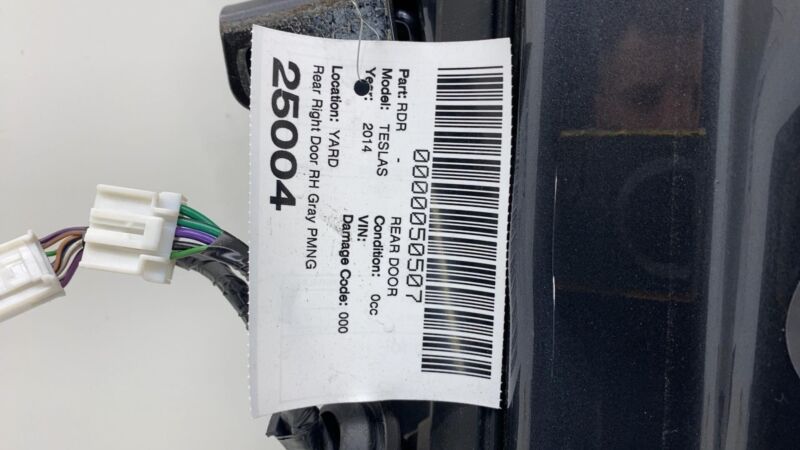 0000050507
Part: RDR - REAR DOOR
Model: TESLAS Condition: 0cc
Year: 2014 VIN:
Location: YARD Damage Code: 000
Rear Right Door RH Gray PMNG
25004